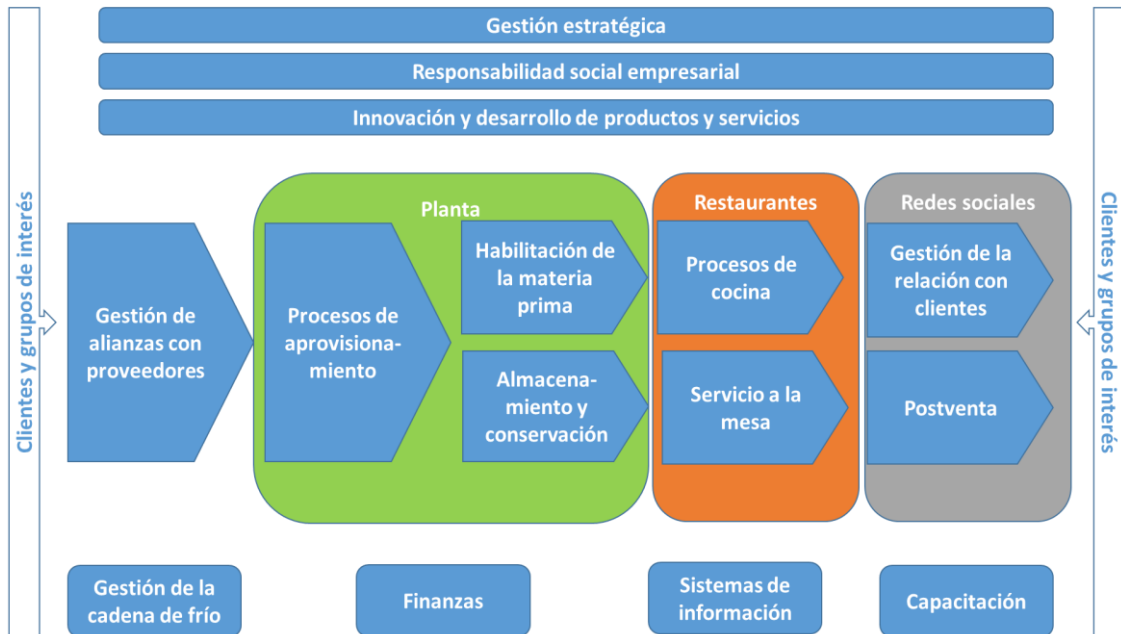 Gestión estratégica
Responsabilidad social empresarial
Innovación y desarrollo de productos y servicios
Clientes y grupos de interés
Gestión de
alianzas con
proveedores
Planta
Procesos de
aprovisiona-
miento
Habilitación de
la materia
prima
Almacena-
miento y
conservación
Restaurantes
Procesos de
cocina
Servicio a la
mesa
Redes sociales
Gestión de la
relación con
clientes
Postventa
Clientes y grupos de interés
Gestión de la
cadena de frío
Finanzas
Sistemas de
información
Capacitación